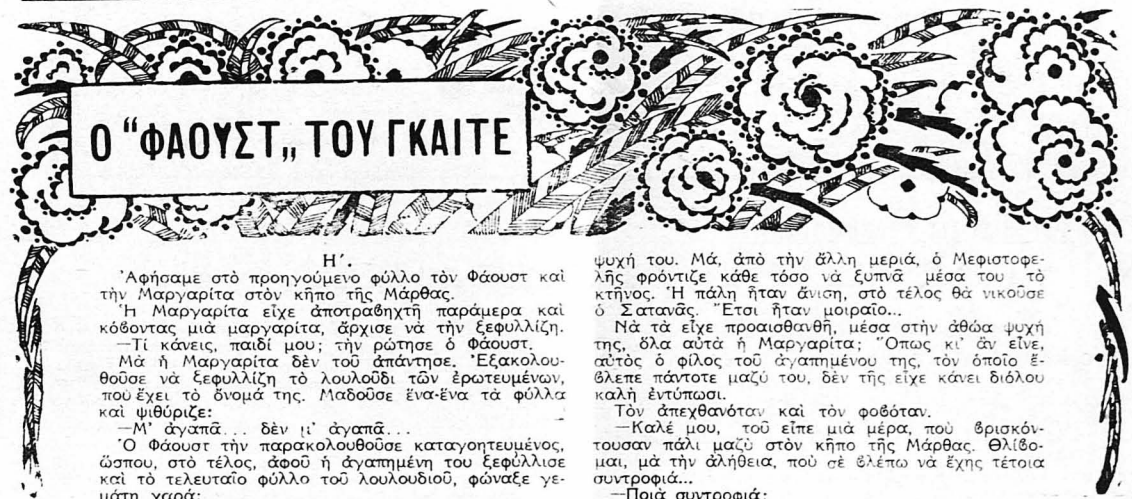 Ο "ΦΑΟΥΣΤ„ ΤΟΥ ΓΚΑΙΤΕ
Η΄.
Ἀφήσαμε στὸ προηγούμενο φύλλο τὸν Φάουστ καὶ
τὴν Μαργαρίτα στὸν κῆπο τῆς Μάρθας.
Ἡ Μαργαρίτα εἶχε ἀποτραβηχτῆ παράμερα καὶ
κόβοντας μιὰ μαργαρίτα, ἄρχισε νὰ τὴν ξεφυλλίζη.
—Τί κάνεις, παιδί μου; τὴν ρώτησε ὁ Φάουστ.
Μὰ ἡ Μαργαρίτα δὲν τοῦ ἀπάντησε. Ἐξακολου-
θοῦσε νὰ ξεφυλλίζη τὸ λουλοῦδι τῶν ἐρωτευμένων,
ποὺ ἔχει τὸ ὄνομά της. Μαδοῦσε ἕνα-ἕνα τὰ φύλλα
καὶ ψιθύριζε:
—Μ' ἀγαπᾶ... δὲν μ' ἀγαπᾶ...
Ὁ Φάουστ τὴν παρακολουθοῦσε καταγοητευμένος,
ὥσπου, στὸ τέλος, ἀφοῦ ἡ ἀγαπημένη του ξεφύλλισε
καὶ τὸ τελευταῖο φύλλο τοῦ λουλουδιοῦ, φώναξε γε-
μάτη χαρά:
ψυχή του. Μά, ἀπὸ τὴν ἄλλη μεριά, ὁ Μεφιστοφε-
λῆς φρόντιζε κάθε τόσο νὰ ξυπνᾶ μέσα του τὸ
κτῆνος. Ἡ πάλη ἦταν ἄνιση, στὸ τέλος θὰ νικοῦσε
ὁ Σατανᾶς. Ἔτσι ἦταν μοιραῖο...
Νὰ τὰ εἶχε προαισθανθῆ, μέσα στὴν ἀθώα ψυχή
της, ὅλα αὐτὰ ἡ Μαργαρίτα; Ὅπως κι' ἂν εἶνε,
αὐτὸς ὁ φίλος τοῦ ἀγαπημένου της, τὸν ὁποῖο ἔ-
βλεπε πάντοτε μαζύ του, δὲν τῆς εἶχε κάνει διόλου
καλὴ ἐντύπωσι.
Τὸν ἀπεχθανόταν καὶ τὸν φοβόταν.
—Καλέ μου, τοῦ εἶπε μιὰ μέρα, ποὺ βρισκόν-
τουσαν πάλι μαζὺ στὸν κῆπο τῆς Μάρθας. Θλίβο-
μαι, μὰ τὴν ἀλήθεια, ποὺ σὲ βλέπω νὰ ἔχης τέτοια
συντροφιά...
—Ποιὰ συντροφιά;